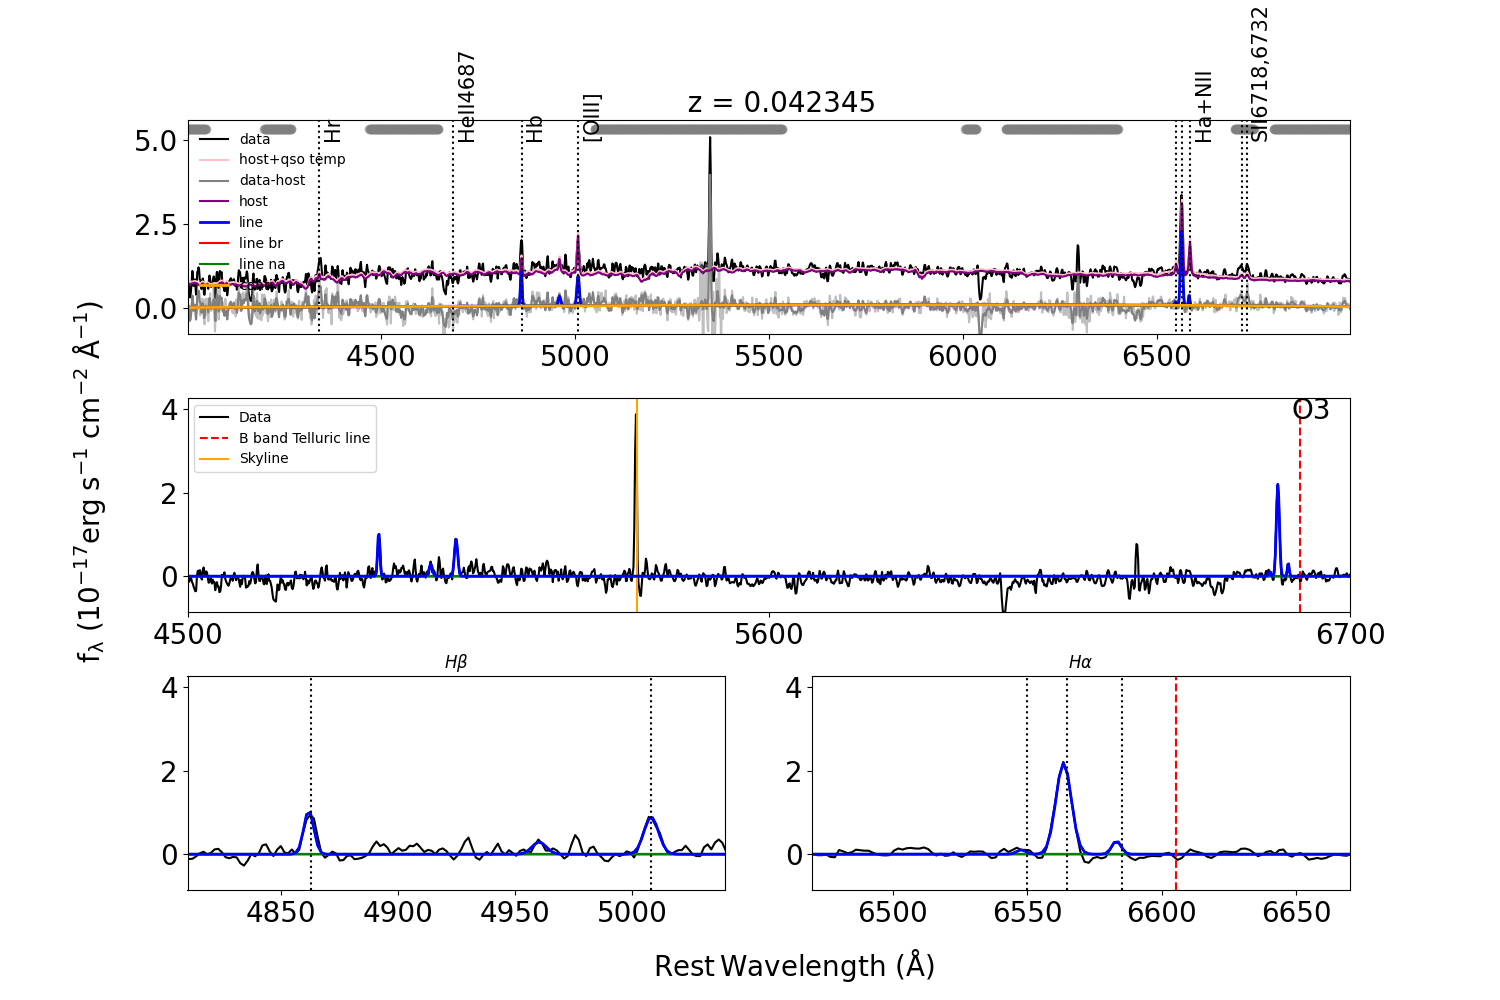 Hr
HeII4687
Hb
[OIII]
Ha+NII
SII6718,6732
z = 0.042345
5.0
2.5
0.0
data
host+qso temp
data-host
host
line
line br
line na
4500
5000
5500
6000
6500
f_λ (10^{-17}erg s^{-1} cm^{-2} Å^{-1})
4
2
0
Data
B band Telluric line
Skyline
O3
4500
5600
6700
Hβ
4
2
0
4850
4900
4950
5000
Hα
4
2
0
6500
6550
6600
6650
Rest Wavelength (Å)